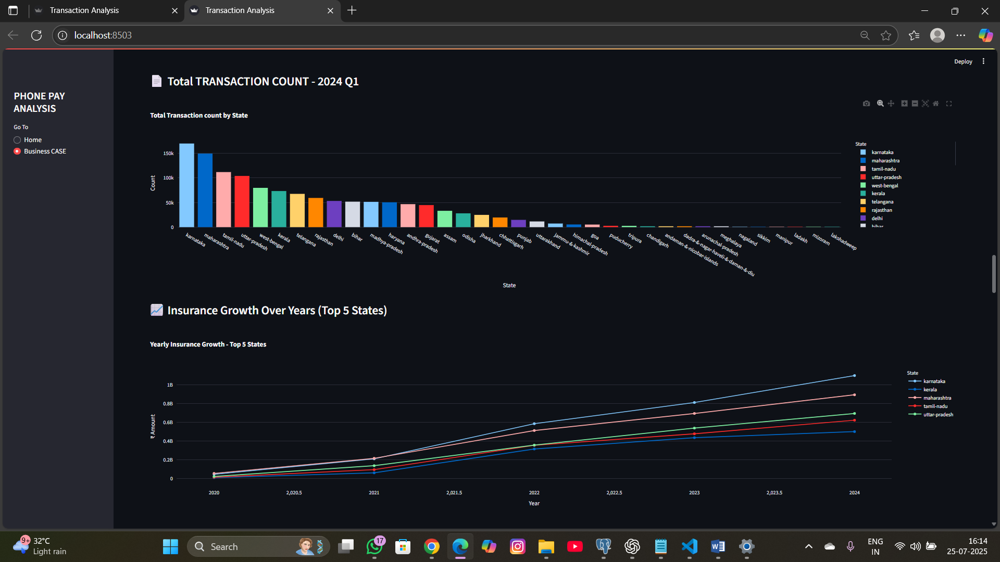 Transaction Analysis
Transaction Analysis
localhost:8503
Deploy
PHONE PAY
ANALYSIS
Go To
Home
Business CASE
Total TRANSACTION COUNT - 2024 Q1
Total Transaction count by State
Count
150k
100k
50k
0
karnataka
maharashtra
tamil-nadu
uttar-pradesh
west-bengal
kerala
telangana
rajasthan
delhi
bihar
madhya-pradesh
haryana
andhra-pradesh
gujarat
assam
odisha
jharkhand
chhattisgarh
punjab
uttarakhand
jammu-&-kashmir
himachal-pradesh
goa
puducherry
tripura
chandigarh
andaman-&-nicobar-islands
dadra-&-nagar-haveli-&-daman-&-diu
arunachal-pradesh
meghalaya
nagaland
sikkim
manipur
ladakh
mizoram
lakshadweep
State
State
karnataka
maharashtra
tamil-nadu
uttar-pradesh
west-bengal
kerala
telangana
rajasthan
delhi
bihar
Insurance Growth Over Years (Top 5 States)
Yearly Insurance Growth - Top 5 States
₹ Amount
1B
0.8B
0.6B
0.4B
0.2B
0
2020
2,020.5
2021
2,021.5
2022
2,022.5
2023
2,023.5
2024
Year
State
karnataka
kerala
maharashtra
tamil-nadu
uttar-pradesh
9+
32°C
Light rain
Search
17
ENG
IN
16:14
25-07-2025